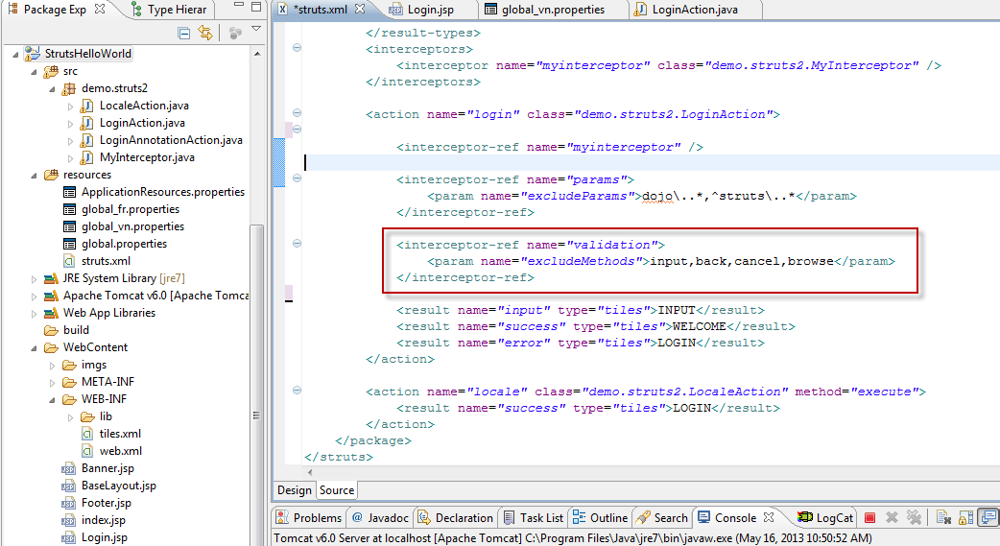 Package Exp
Type Hierar
StrutsHelloWorld
src
demo.struts2
LocaleAction.java
LoginAction.java
LoginAnnotationAction.java
MyInterceptor.java
resources
ApplicationResources.properties
global_fr.properties
global_vn.properties
global.properties
struts.xml
JRE System Library [jre7]
Apache Tomcat v6.0 [Apache Tomca
Web App Libraries
build
WebContent
imgs
META-INF
WEB-INF
lib
tiles.xml
web.xml
Banner.jsp
BaseLayout.jsp
Footer.jsp
index.jsp
Login.jsp
*struts.xml
Login.jsp
global_vn.properties
LoginAction.java
</result-types>
<interceptors>
<interceptor name="myinterceptor" class="demo.struts2.MyInterceptor" />
</interceptors>
<action name="login" class="demo.struts2.LoginAction">
<interceptor-ref name="myinterceptor" />
<interceptor-ref name="params">
<param name="excludeParams">dojo\..*,^struts\..*</param>
</interceptor-ref>
<interceptor-ref name="validation">
<param name="excludeMethods">input,back,cancel,browse</param>
</interceptor-ref>
<result name="input" type="tiles">INPUT</result>
<result name="success" type="tiles">WELCOME</result>
<result name="error" type="tiles">LOGIN</result>
</action>
<action name="locale" class="demo.struts2.LocaleAction" method="execute">
<result name="success" type="tiles">LOGIN</result>
</action>
</package>
</struts>
Design Source
Problems @ Javadoc Declaration Task List Outline Search Console LogCat
Tomcat v6.0 Server at localhost [Apache Tomcat] C:\Program Files\Java\jre7\bin\javaw.exe (May 16, 2013 10:50:52 AM)